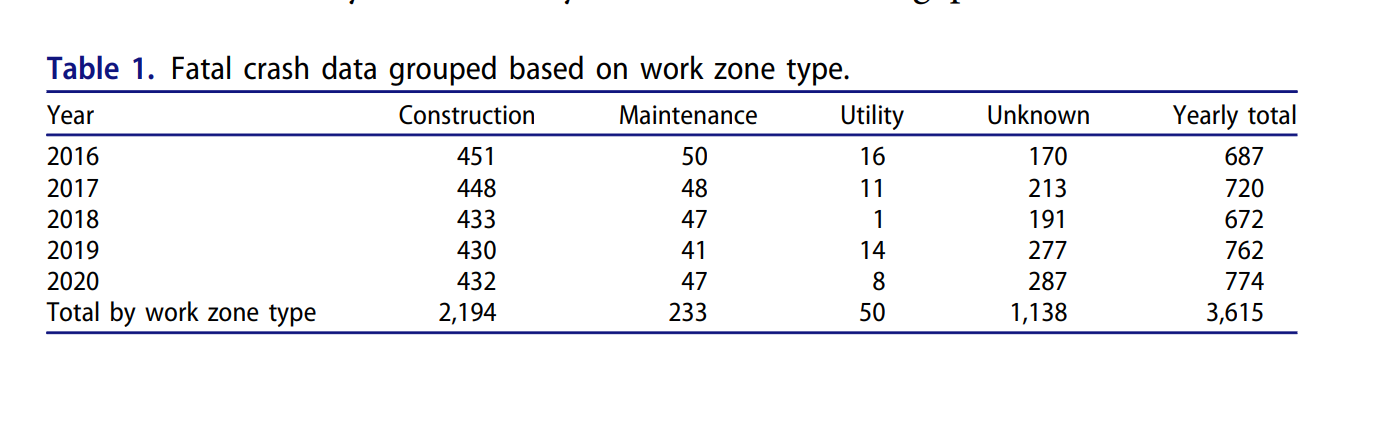 Table 1. Fatal crash data grouped based on work zone type.
Year Construction Maintenance Utility Unknown Yearly total
2016 451 50 16 170 687
2017 448 48 11 213 720
2018 433 47 1 191 672
2019 430 41 14 277 762
2020 432 47 8 287 774
Total by work zone type 2,194 233 50 1,138 3,615